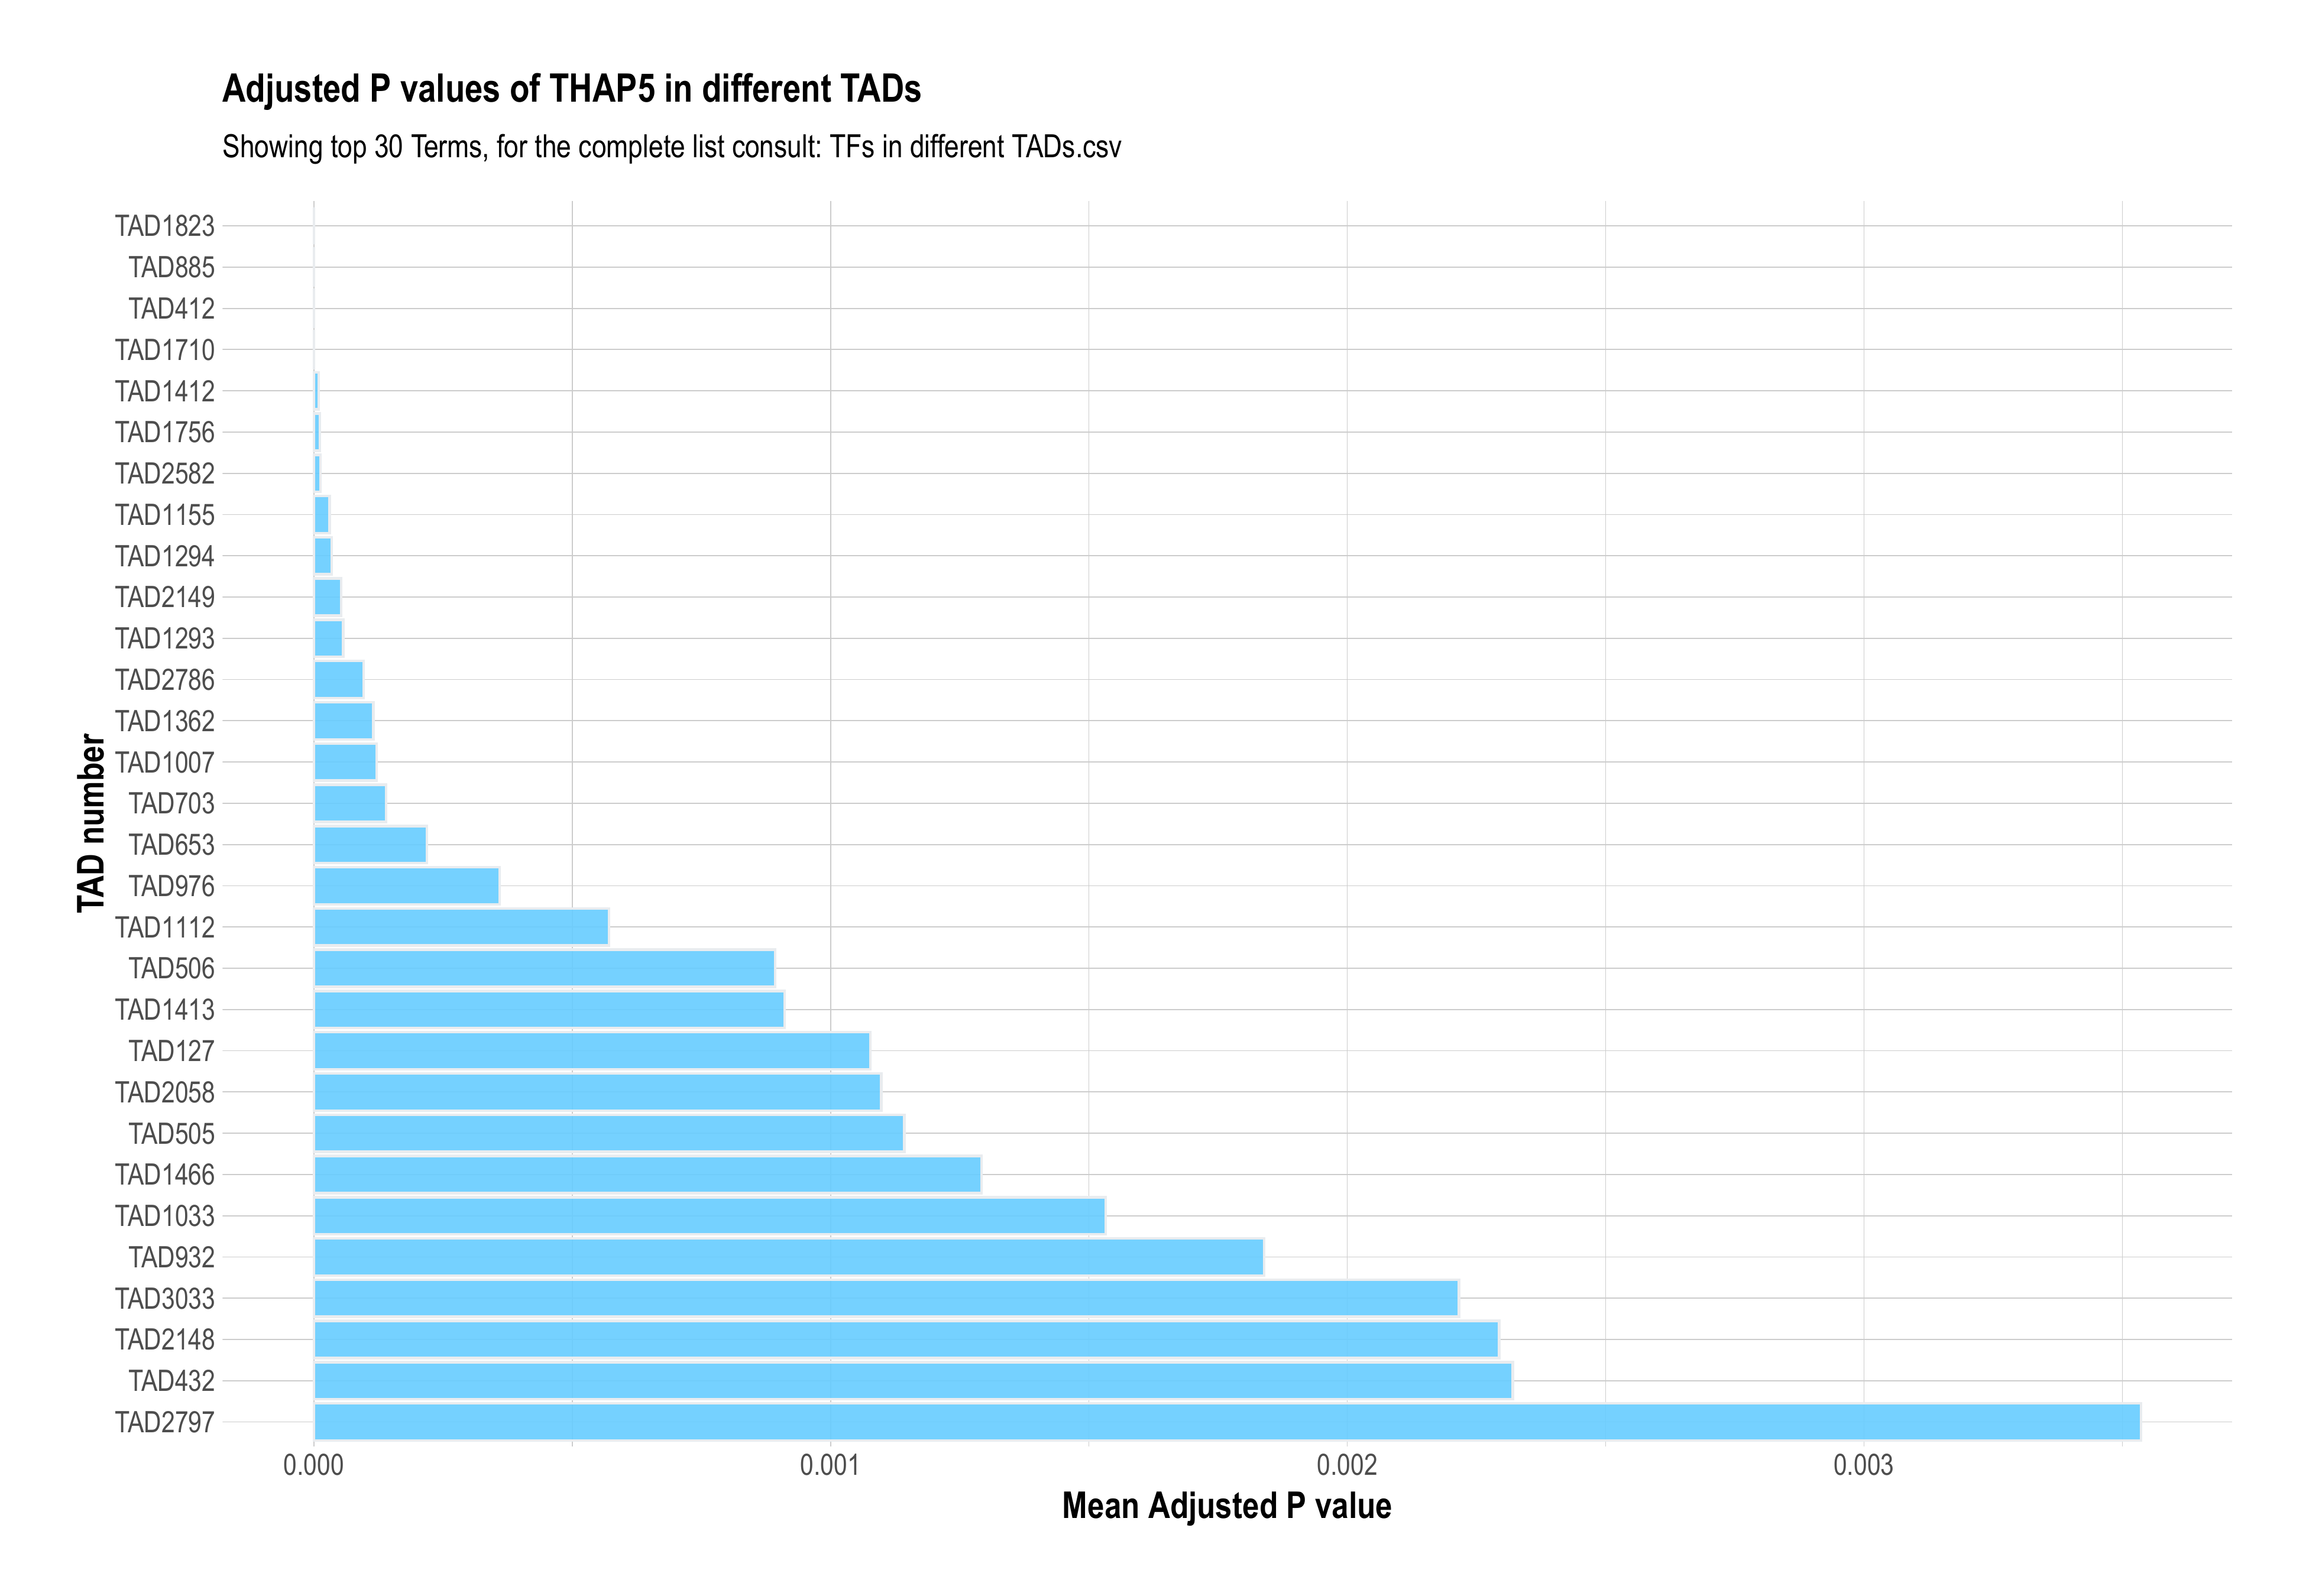 Adjusted P values of THAP5 in different TADs
Showing top 30 Terms, for the complete list consult: TFs in different TADs.csv
TAD number
TAD1823
TAD885
TAD412
TAD1710
TAD1412
TAD1756
TAD2582
TAD1155
TAD1294
TAD2149
TAD1293
TAD2786
TAD1362
TAD1007
TAD703
TAD653
TAD976
TAD1112
TAD506
TAD1413
TAD127
TAD2058
TAD505
TAD1466
TAD1033
TAD932
TAD3033
TAD2148
TAD432
TAD2797
0.000 0.001 0.002 0.003
Mean Adjusted P value